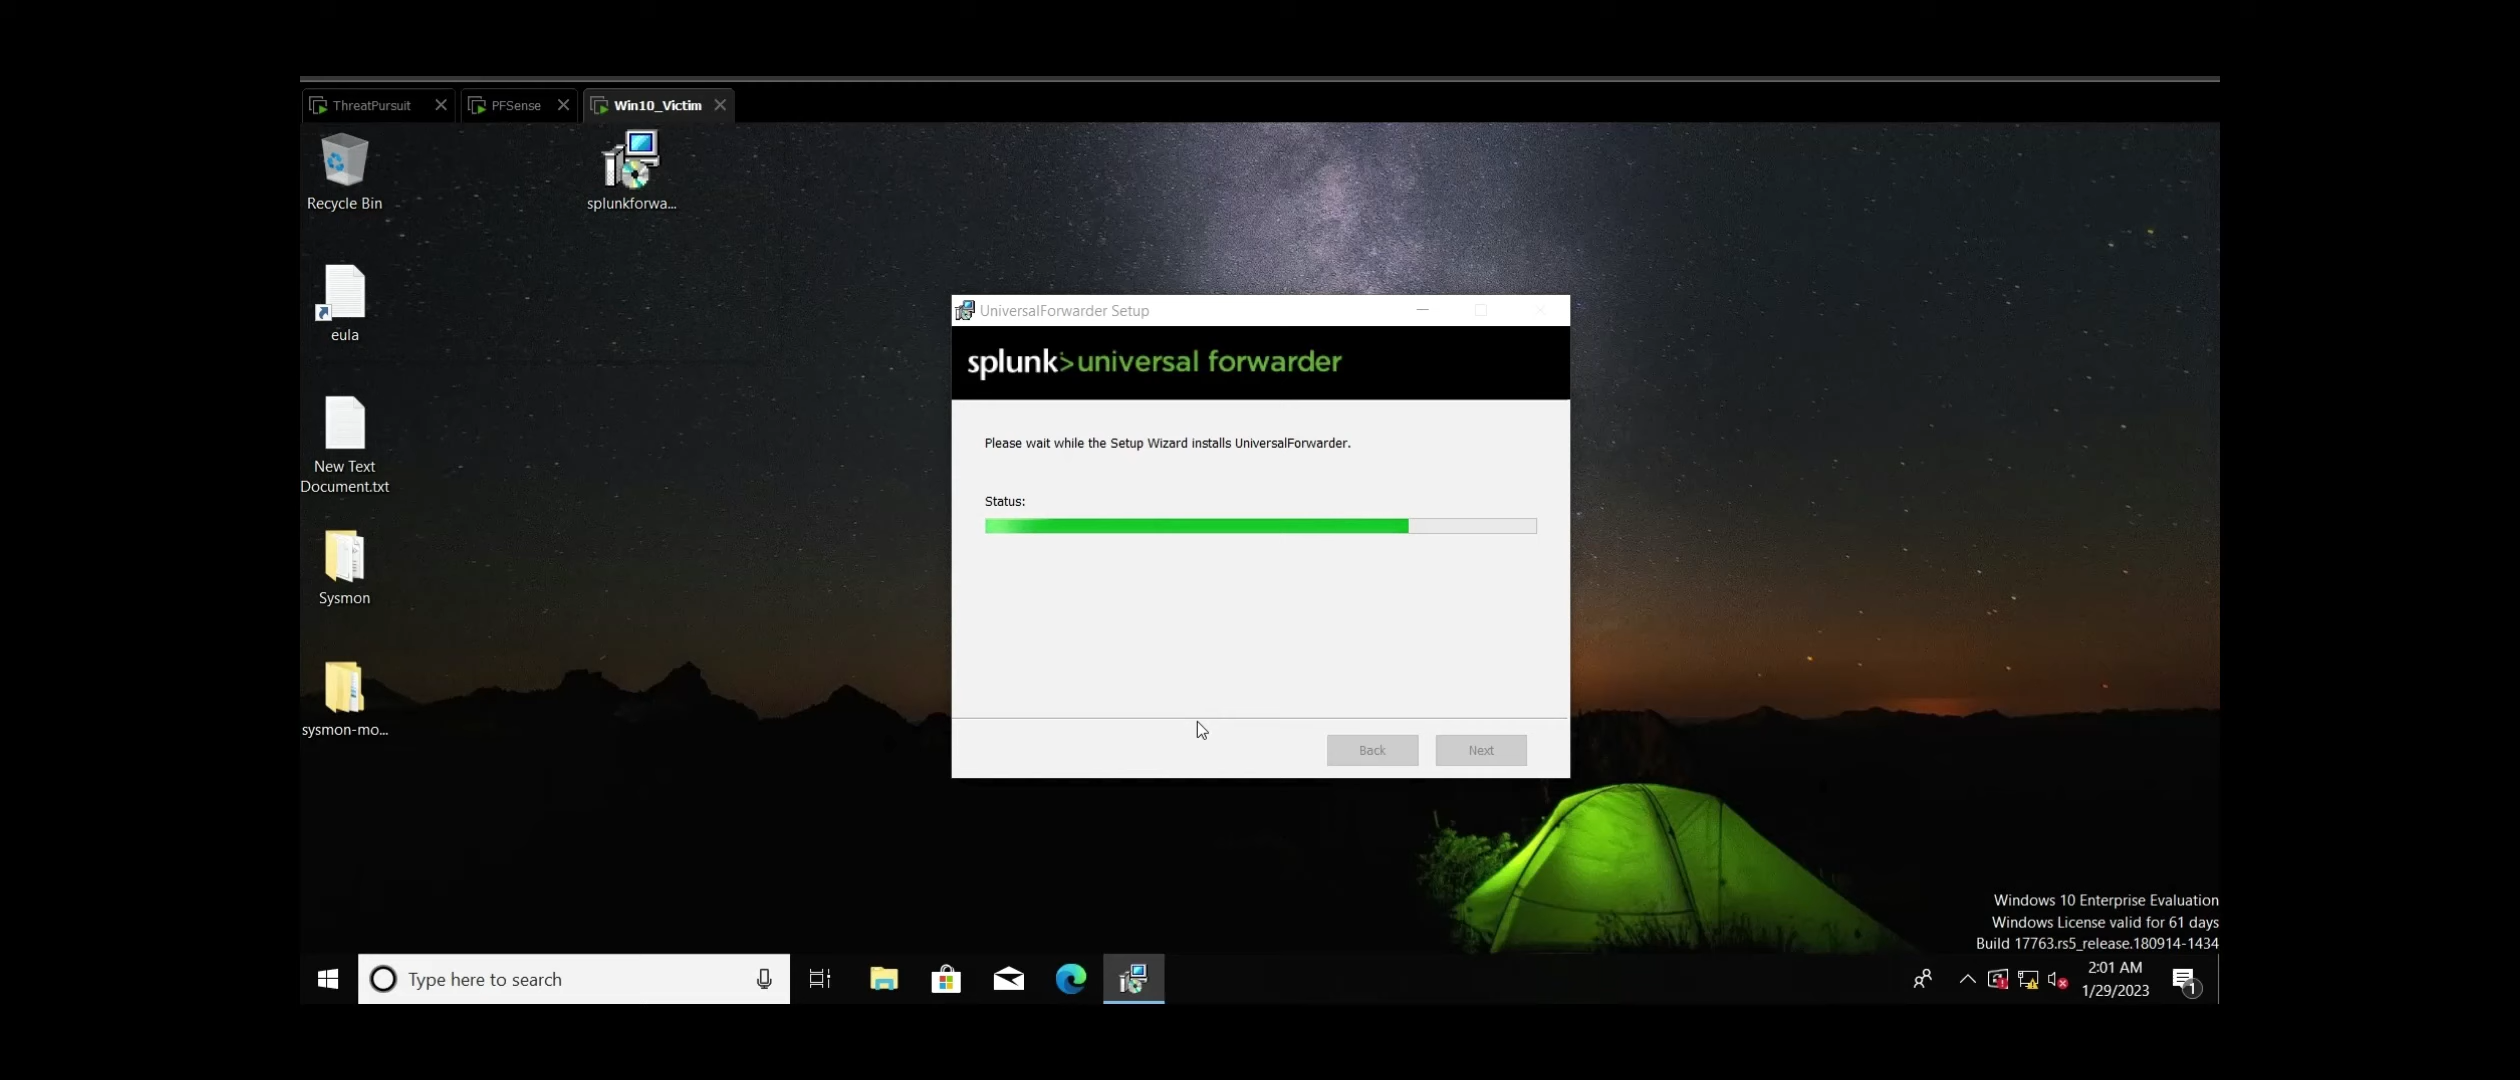 ThreatPursuit
PFSense
Win10_Victim
Recycle Bin
splunkforwa...
eula
New Text
Document.txt
Sysmon
sysmon-mo...
UniversalForwarder Setup
splunk>universal forwarder
Please wait while the Setup Wizard installs UniversalForwarder.
Status:
Back
Next
Windows 10 Enterprise Evaluation
Windows License valid for 61 days
Build 17763.rs5_release.180914-1434
Type here to search
2:01 AM
1/29/2023
1